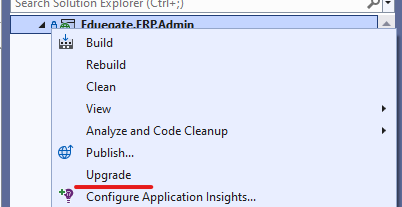 Search Solution Explorer (Ctrl+;)
Eduegate.ERP.Admin
Build
Rebuild
Clean
View
Analyze and Code Cleanup
Publish...
Upgrade
Configure Application Insights...